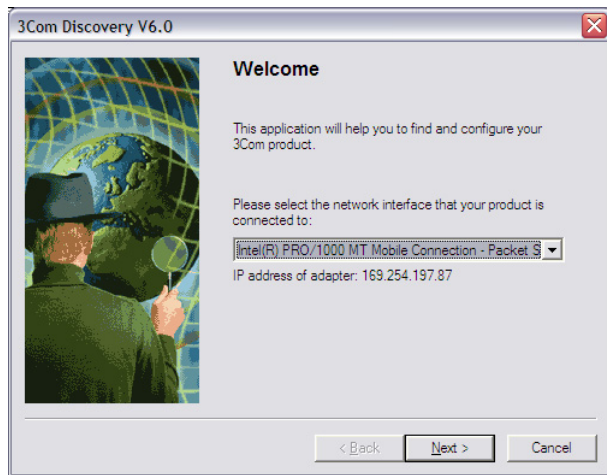 3Com Discovery V6.0
Welcome
This application will help you to find and configure your
3Com product.
Please select the network interface that your product is
connected to:
Intel(R) PRO/1000 MT Mobile Connection - Packet S
IP address of adapter: 169.254.197.87
< Back
Next >
Cancel